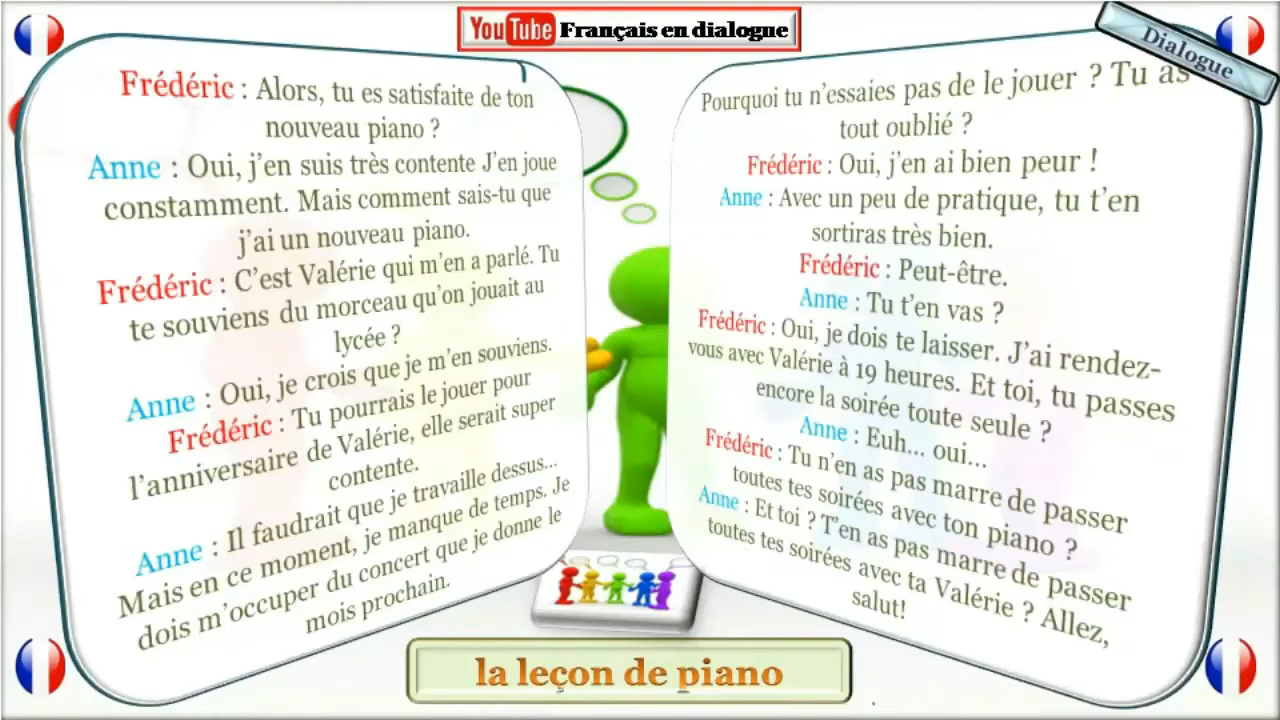 YouTube Français en dialogue
Dialogue
Frédéric : Alors, tu es satisfaite de ton
nouveau piano ?
Anne : Oui, j'en suis très contente J'en joue
constamment. Mais comment sais-tu que
j'ai un nouveau piano.
Frédéric : C'est Valérie qui m'en a parlé. Tu
te souviens du morceau qu'on jouait au
lycée ?
Anne : Oui, je crois que je m'en souviens.
Frédéric : Tu pourrais le jouer pour
l'anniversaire de Valérie, elle serait super
contente.
Anne : Il faudrait que je travaille dessus...
Mais en ce moment, je manque de temps. Je
dois m'occuper du concert que je donne le
mois prochain.
Pourquoi tu n'essaies pas de le jouer ? Tu as
tout oublié ?
Frédéric : Oui, j'en ai bien peur !
Anne : Avec un peu de pratique, tu t'en
sortiras très bien.
Frédéric : Peut-être.
Anne : Tu t'en vas ?
Frédéric : Oui, je dois te laisser. J'ai rendez-
vous avec Valérie à 19 heures. Et toi, tu passes
encore la soirée toute seule ?
Anne : Euh... oui...
Frédéric : Tu n'en as pas marre de passer
toutes tes soirées avec ton piano ?
Anne : Et toi ? T'en as pas marre de passer
toutes tes soirées avec ta Valérie ? Allez,
salut!
la leçon de piano